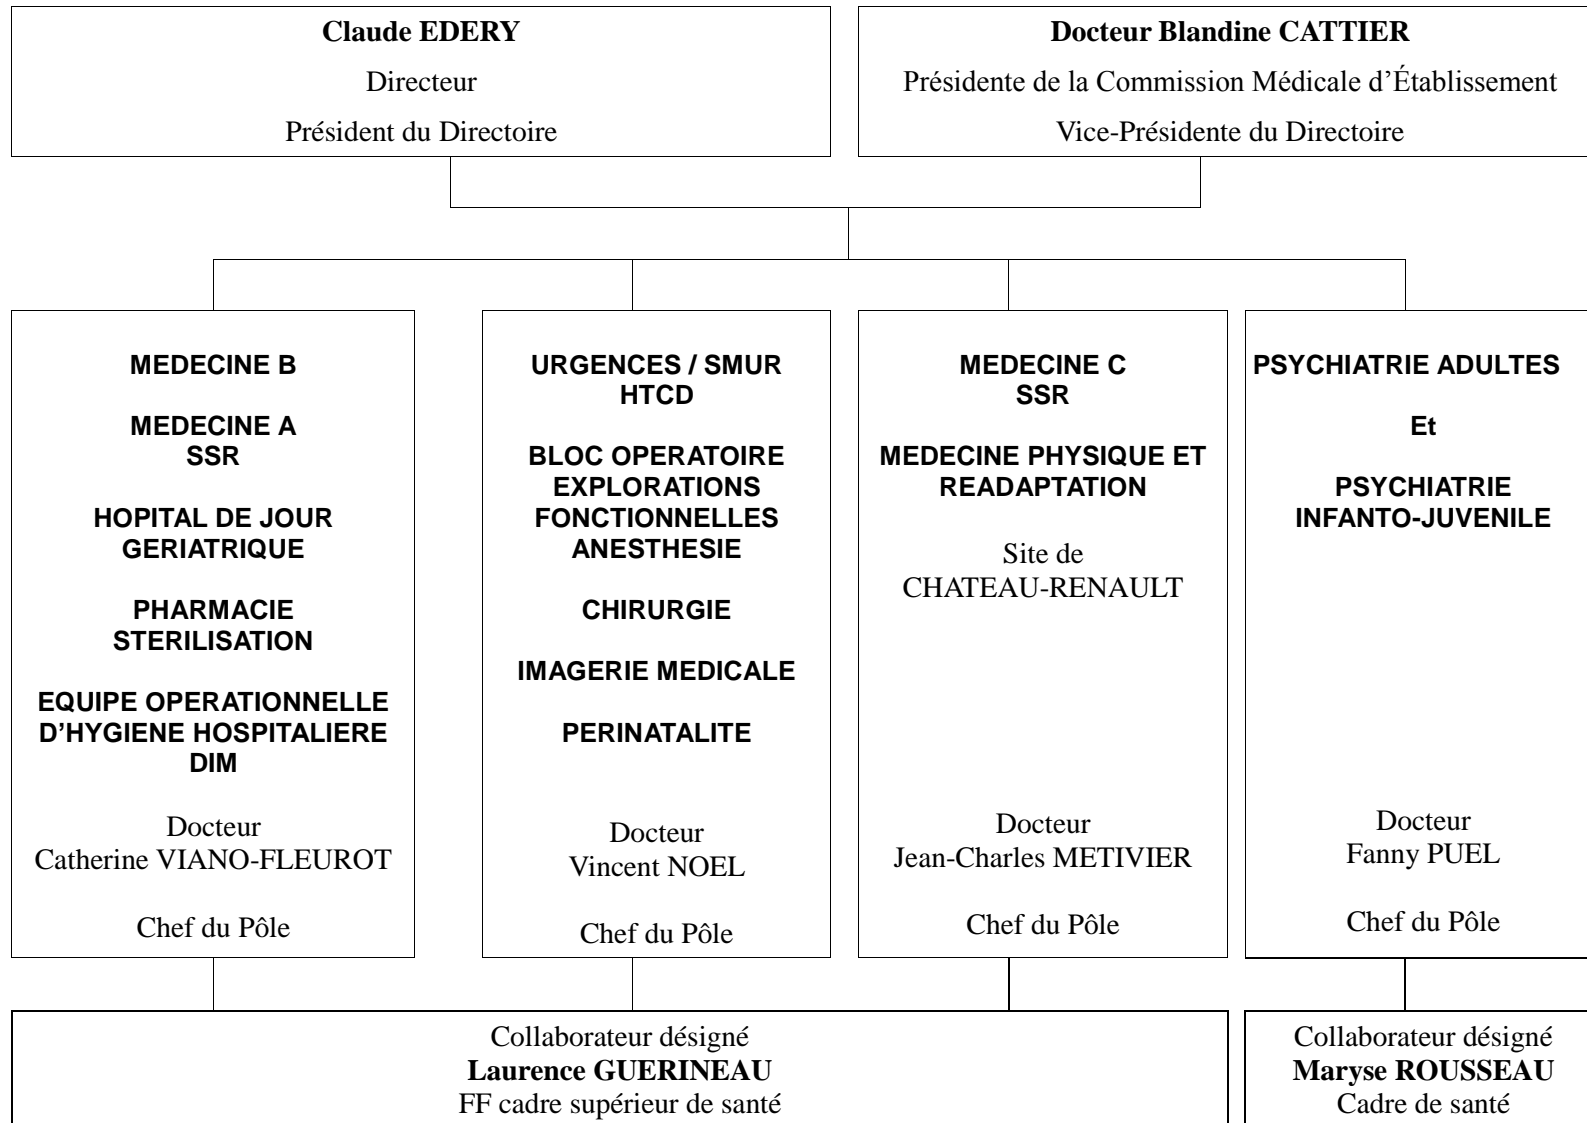 Claude EDERY
Directeur
Président du Directoire
Docteur Blandine CATTIER
Présidente de la Commission Médicale d’Établissement
Vice-Présidente du Directoire
MEDECINE B
MEDECINE A
SSR
HOPITAL DE JOUR
GERIATRIQUE
PHARMACIE
STERILISATION
EQUIPE OPERATIONNELLE
D’HYGIENE HOSPITALIERE
DIM
Docteur
Catherine VIANO-FLEUROT
Chef du Pôle
URGENCES / SMUR
HTCD
BLOC OPERATOIRE
EXPLORATIONS
FONCTIONNELLES
ANESTHESIE
CHIRURGIE
IMAGERIE MEDICALE
PERINATALITE
Docteur
Vincent NOEL
Chef du Pôle
MEDECINE C
SSR
MEDECINE PHYSIQUE ET
READAPTATION
Site de
CHATEAU-RENAULT
Docteur
Jean-Charles METIVIER
Chef du Pôle
PSYCHIATRIE ADULTES
Et
PSYCHIATRIE
INFANTO-JUVENILE
Docteur
Fanny PUEL
Chef du Pôle
Collaborateur désigné
Laurence GUERINEAU
FF cadre supérieur de santé
Collaborateur désigné
Maryse ROUSSEAU
Cadre de santé